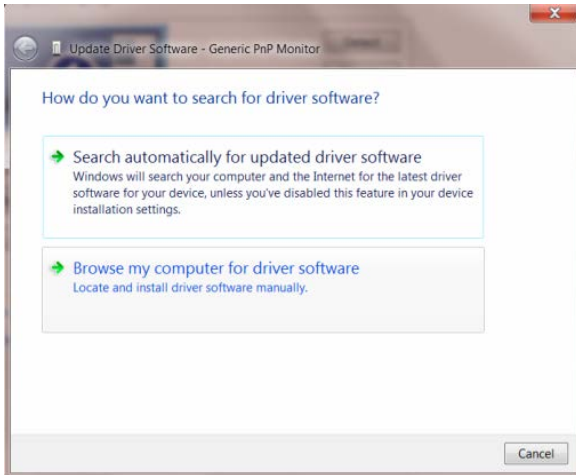 Update Driver Software - Generic PnP Monitor
How do you want to search for driver software?
Search automatically for updated driver software
Windows will search your computer and the Internet for the latest driver
software for your device, unless you've disabled this feature in your device
installation settings.
Browse my computer for driver software
Locate and install driver software manually.
Cancel